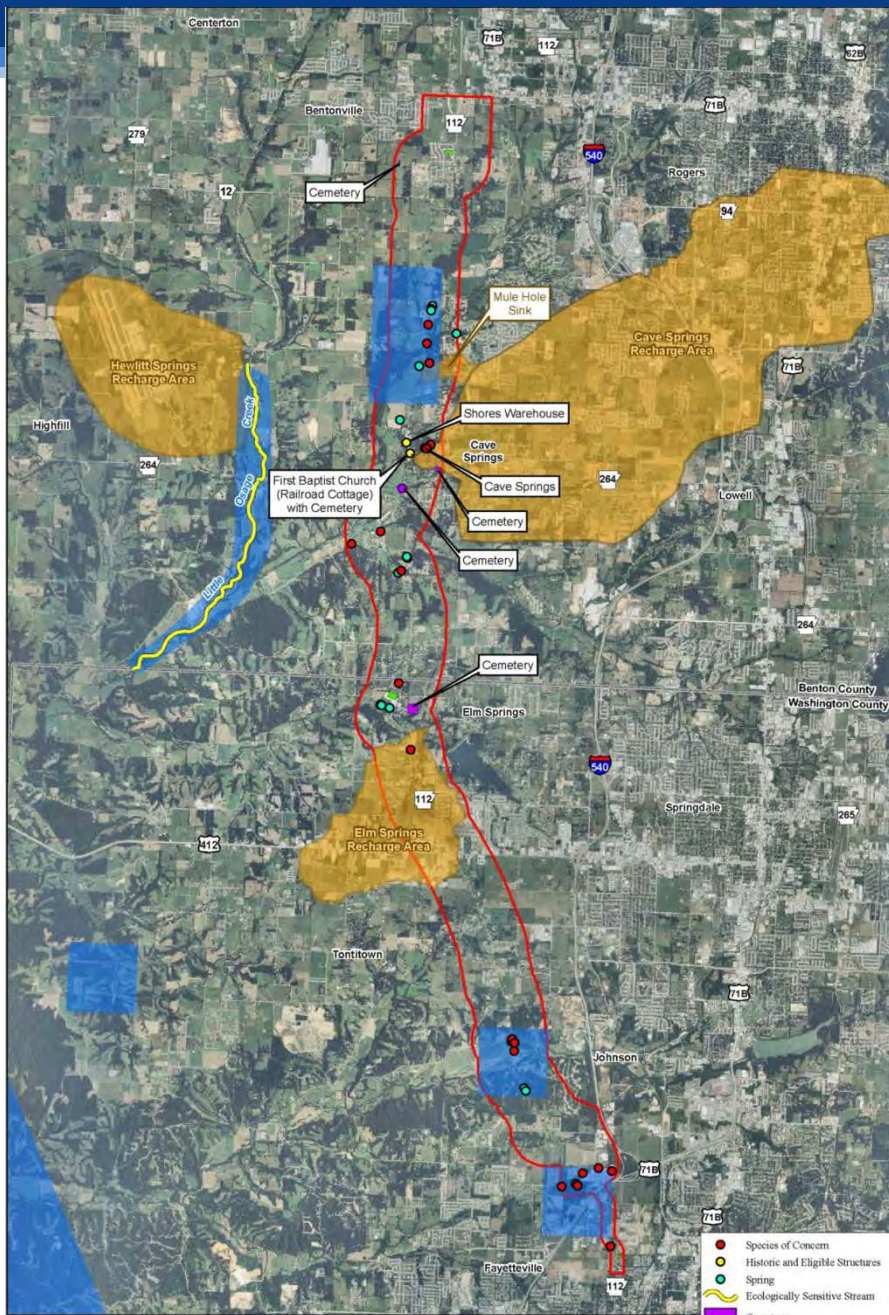 Centerton
71B
112
62B
71B
Bentonville
112
279
540
Rogers
12
Cemetery
94
Mule Hole
Sink
Cave Springs
Recharge Area
Hewlitt Springs
Recharge Area
71B
Highfill
Creek
Shores Warehouse
Cave
Springs
264
First Baptist Church
(Railroad Cottage)
with Cemetery
Cave Springs
264
Lowell
Osage
Cemetery
Cemetery
Little
264
Cemetery
Benton County
Washington County
Elm Springs
540
112
Springdale
265
Elm Springs
Recharge Area
412
Tontitown
71B
Johnson
71B
71B
Fayetteville
112
Species of Concern
Historic and Eligible Structures
Spring
Ecologically Sensitive Stream